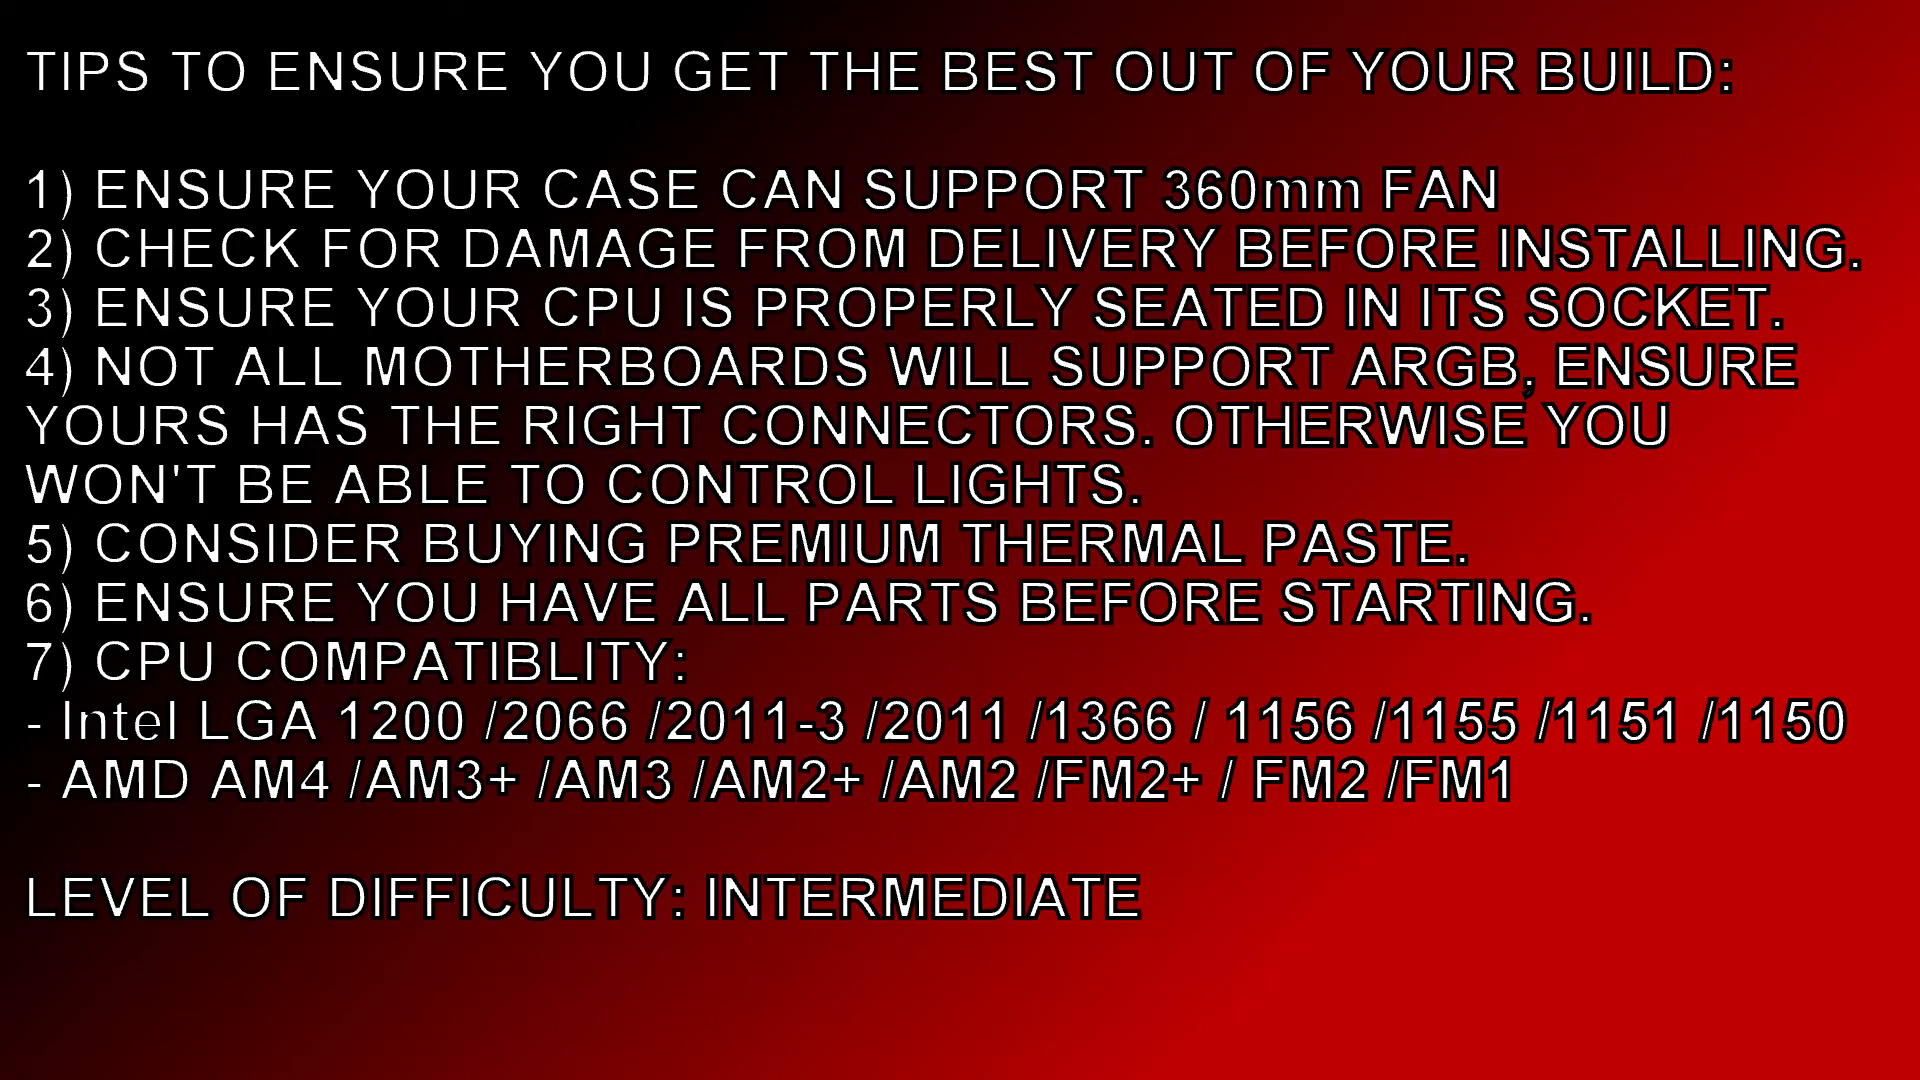 TIPS TO ENSURE YOU GET THE BEST OUT OF YOUR BUILD:
1) ENSURE YOUR CASE CAN SUPPORT 360mm FAN
2) CHECK FOR DAMAGE FROM DELIVERY BEFORE INSTALLING.
3) ENSURE YOUR CPU IS PROPERLY SEATED IN ITS SOCKET.
4) NOT ALL MOTHERBOARDS WILL SUPPORT ARGB, ENSURE
YOURS HAS THE RIGHT CONNECTORS. OTHERWISE YOU
WON'T BE ABLE TO CONTROL LIGHTS.
5) CONSIDER BUYING PREMIUM THERMAL PASTE.
6) ENSURE YOU HAVE ALL PARTS BEFORE STARTING.
7) CPU COMPATIBLITY:
- Intel LGA 1200 /2066 /2011-3 /2011 /1366 / 1156 /1155 /1151 /1150
- AMD AM4 /AM3+ /AM3 /AM2+ /AM2 /FM2+ / FM2 /FM1
LEVEL OF DIFFICULTY: INTERMEDIATE